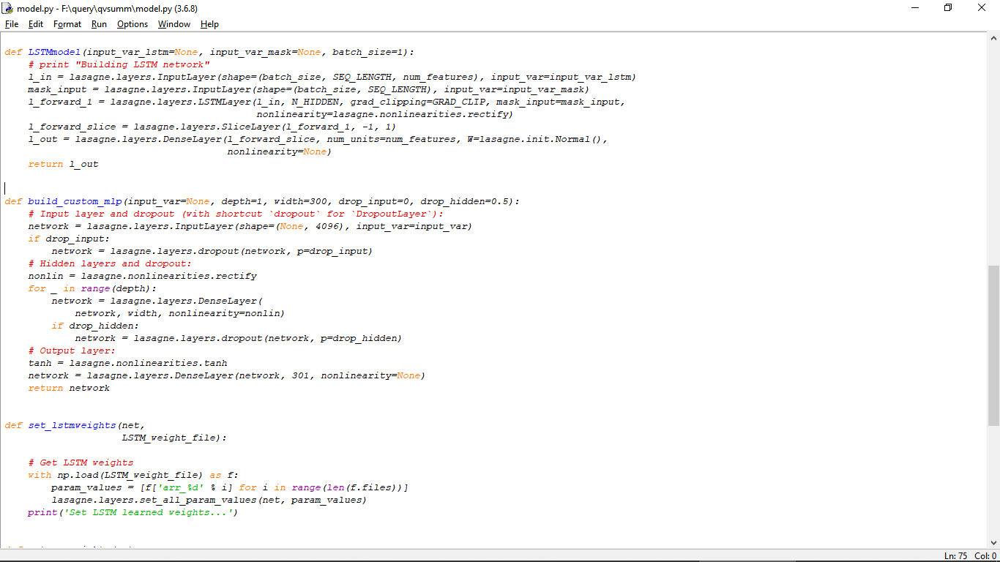 model.py - F:\query\qvsumm\model.py (3.6.8)
File Edit Format Run Options Window Help
def LSTMmodel(input_var_lstm=None, input_var_mask=None, batch_size=1):
    # print "Building LSTM network"
    l_in = lasagne.layers.InputLayer(shape=(batch_size, SEQ_LENGTH, num_features), input_var=input_var_lstm)
    mask_input = lasagne.layers.InputLayer(shape=(batch_size, SEQ_LENGTH), input_var=input_var_mask)
    l_forward_1 = lasagne.layers.LSTMLayer(l_in, N_HIDDEN, grad_clipping=GRAD_CLIP, mask_input=mask_input,
                                           nonlinearity=lasagne.nonlinearities.rectify)
    l_forward_slice = lasagne.layers.SliceLayer(l_forward_1, -1, 1)
    l_out = lasagne.layers.DenseLayer(l_forward_slice, num_units=num_features, W=lasagne.init.Normal(),
                                      nonlinearity=None)
    return l_out
def build_custom_mlp(input_var=None, depth=1, width=300, drop_input=0, drop_hidden=0.5):
    # Input layer and dropout (with shortcut `dropout` for `DropoutLayer`):
    network = lasagne.layers.InputLayer(shape=(None, 4096), input_var=input_var)
    if drop_input:
        network = lasagne.layers.dropout(network, p=drop_input)
    # Hidden layers and dropout:
    nonlin = lasagne.nonlinearities.rectify
    for _ in range(depth):
        network = lasagne.layers.DenseLayer(
            network, width, nonlinearity=nonlin)
        if drop_hidden:
            network = lasagne.layers.dropout(network, p=drop_hidden)
    # Output layer:
    tanh = lasagne.nonlinearities.tanh
    network = lasagne.layers.DenseLayer(network, 301, nonlinearity=None)
    return network
def set_lstmweights(net,
                    LSTM_weight_file):
    # Get LSTM weights
    with np.load(LSTM_weight_file) as f:
        param_values = [f['arr_%d' % i] for i in range(len(f.files))]
        lasagne.layers.set_all_param_values(net, param_values)
    print('Set LSTM learned weights...')
Ln: 75 Col: 0